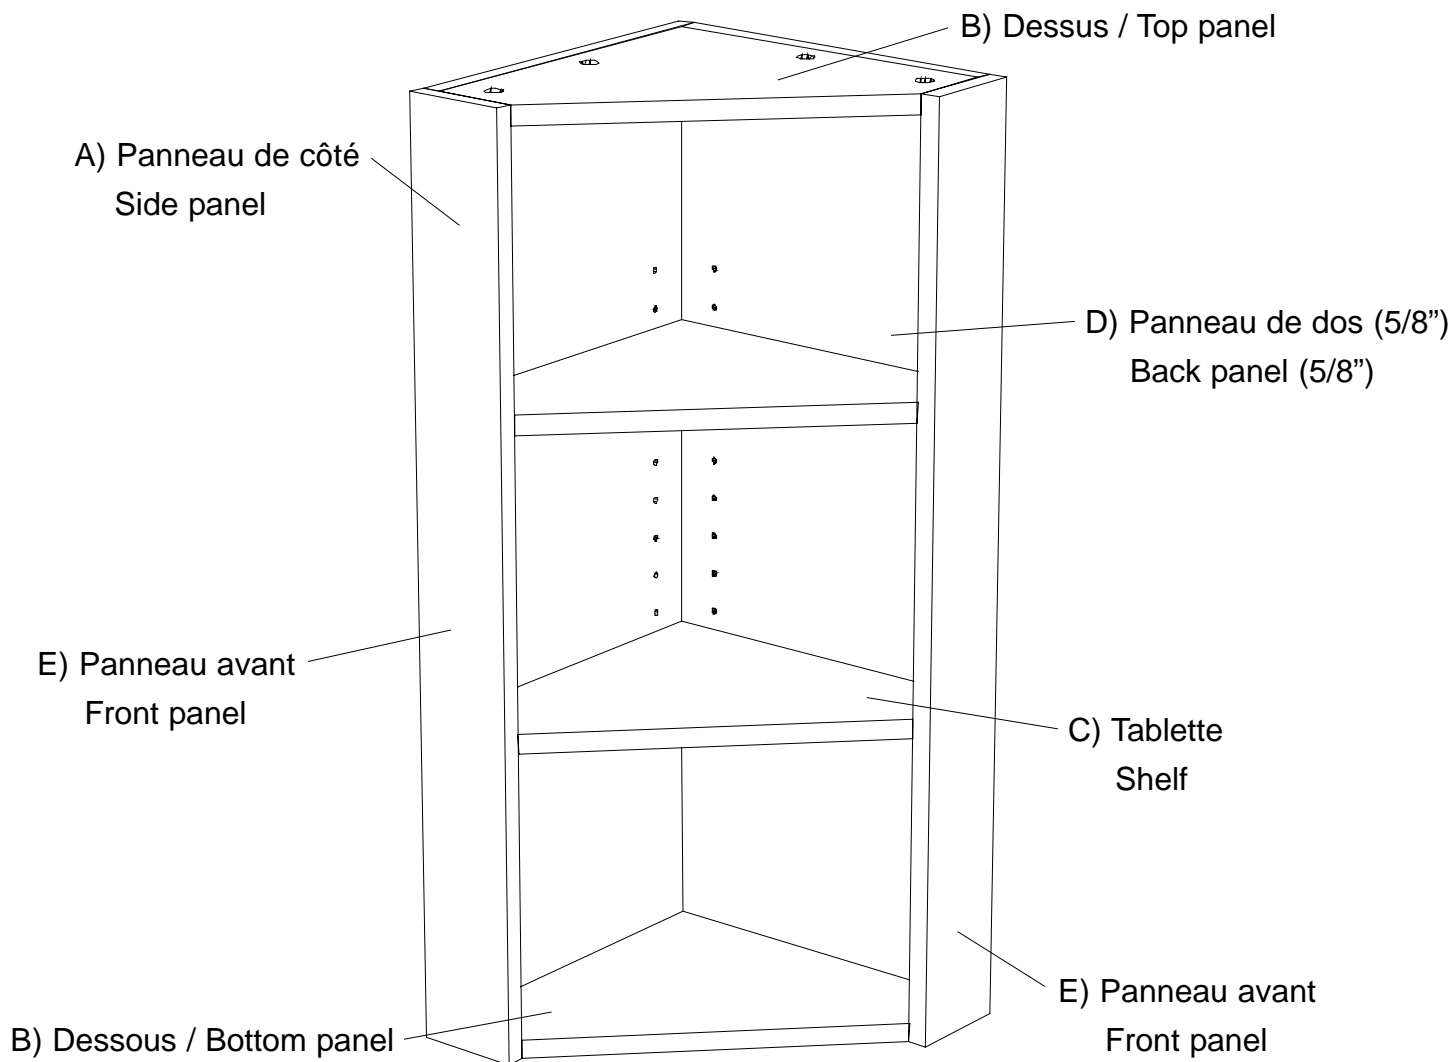 B) Dessus / Top panel
A) Panneau de côté
Side panel
D) Panneau de dos (5/8”)
Back panel (5/8”)
E) Panneau avant
Front panel
C) Tablette
Shelf
E) Panneau avant
Front panel
B) Dessous / Bottom panel